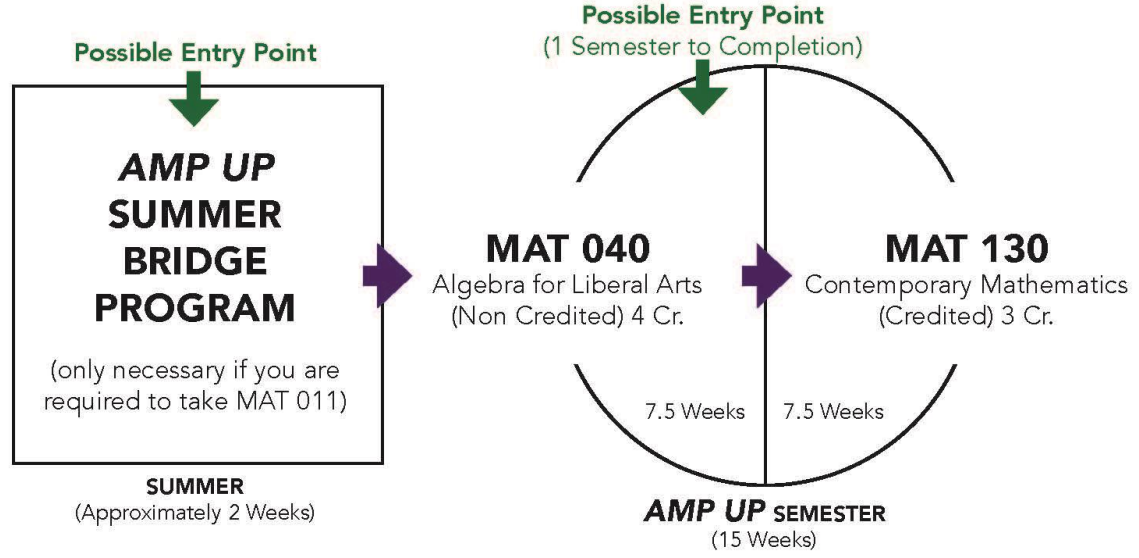 Possible Entry Point
AMP UP
SUMMER
BRIDGE
PROGRAM
(only necessary if you are
required to take MAT 011)
SUMMER
(Approximately 2 Weeks)
Possible Entry Point
(1 Semester to Completion)
MAT 040
Algebra for Liberal Arts
(Non Credited) 4 Cr.
7.5 Weeks
MAT 130
Contemporary Mathematics
(Credited) 3 Cr.
7.5 Weeks
AMP UP SEMESTER
(15 Weeks)